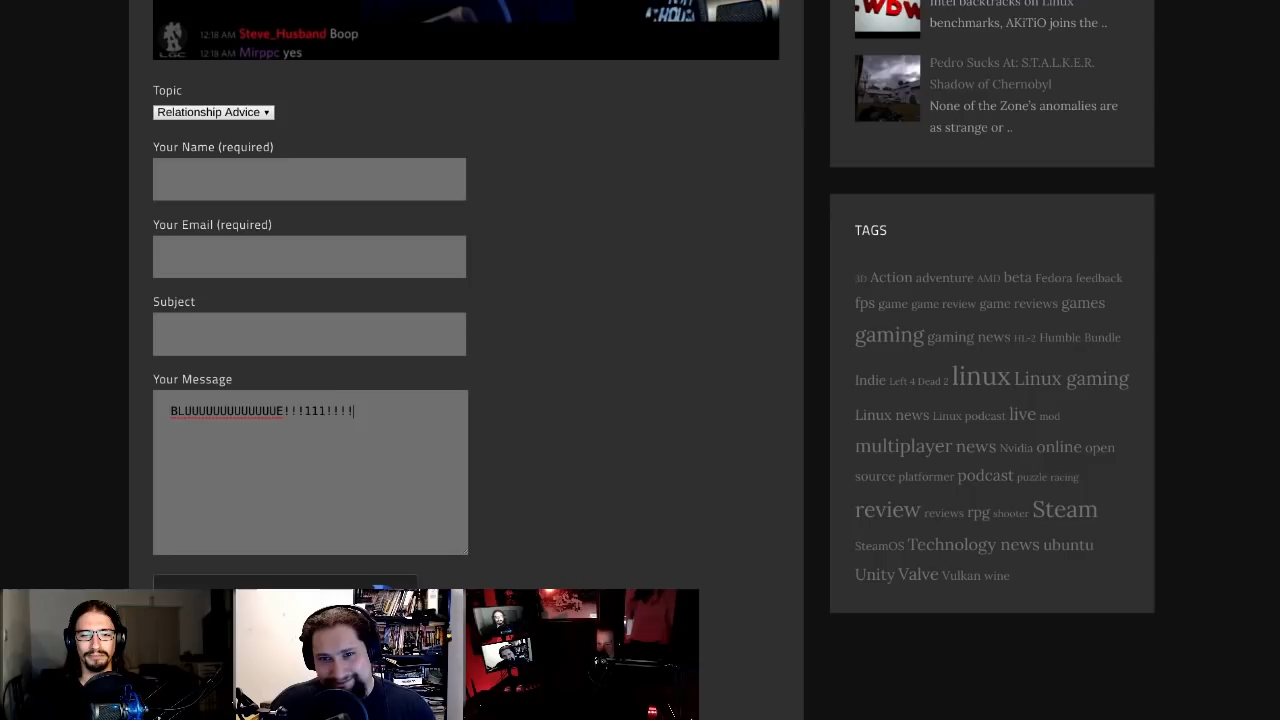 Intel backtracks on Linux
benchmarks, AKiTiO joins the ..
WDW
LGC
12:18 AM Steve_Husband Boop
12:18 AM Mirppc yes
Pedro Sucks At: S.T.A.L.K.E.R.
Shadow of Chernobyl
None of the Zone's anomalies are
as strange or ..
Topic
Relationship Advice ▾
Your Name (required)
Your Email (required)
Subject
Your Message
BLUUUUUUUUUUUUUE!!!111!!!!
TAGS
3D Action adventure AMD beta Fedora feedback
fps game game review game reviews games
gaming gaming news HL-2 Humble Bundle
Indie Left 4 Dead 2 linux Linux gaming
Linux news Linux podcast live mod
multiplayer news Nvidia online open
source platformer podcast puzzle racing
review reviews rpg shooter Steam
SteamOS Technology news ubuntu
Unity Valve Vulkan wine